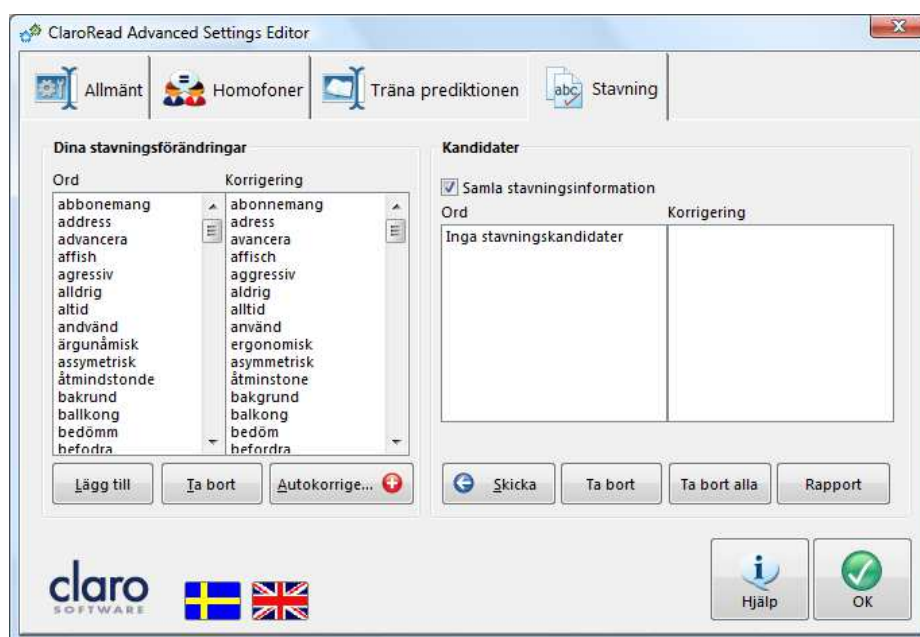 ClaroRead Advanced Settings Editor
Allmänt Homofoner Träna prediktionen abc Stavning
Dina stavningsförändringar
Ord Korrigering
abbonemang abonnemang
address adress
advancera avancera
affish affisch
agressiv aggressiv
alldrig aldrig
altid alltid
andvänd använd
ärgunåmisk ergonomisk
assymetrisk asymmetrisk
åtmindstonde åtminstone
bakrund bakgrund
ballkong balkong
bedömm bedöm
befodra befordra
Lägg till Ta bort Autokorrige...
Kandidater
Samla stavningsinformation
Ord Korrigering
Inga stavningskandidater
Skicka Ta bort Ta bort alla Rapport
claro
SOFTWARE
Hjälp OK